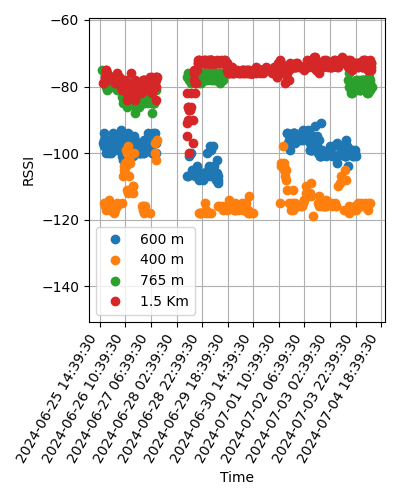 −60
−80
−100
−120
−140
RSSI
600 m
400 m
765 m
1.5 Km
2024-06-25 14:39:30
2024-06-26 10:39:30
2024-06-27 06:39:30
2024-06-28 02:39:30
2024-06-28 22:39:30
2024-06-29 18:39:30
2024-06-30 14:39:30
2024-07-01 10:39:30
2024-07-02 06:39:30
2024-07-03 02:39:30
2024-07-03 22:39:30
2024-07-04 18:39:30
Time